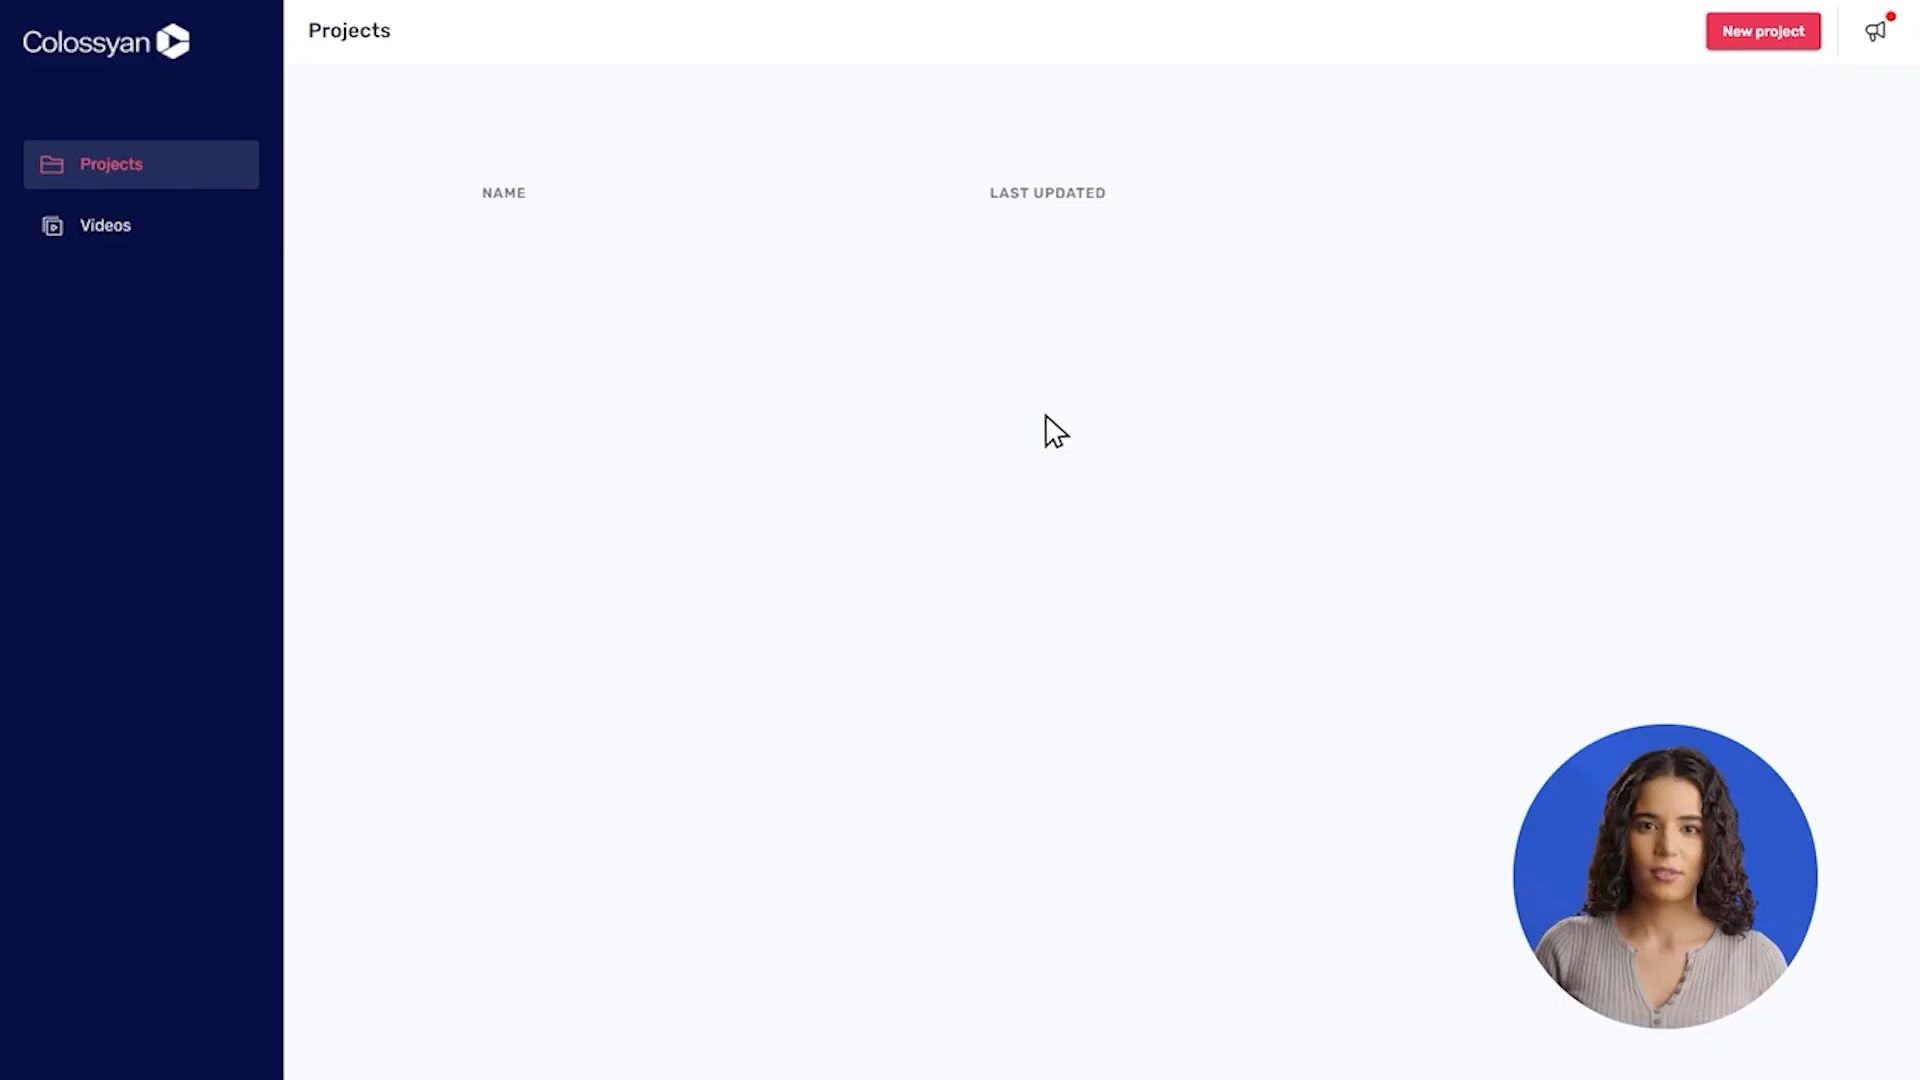 Colossyan
Projects
New project
Projects
Videos
NAME
LAST UPDATED